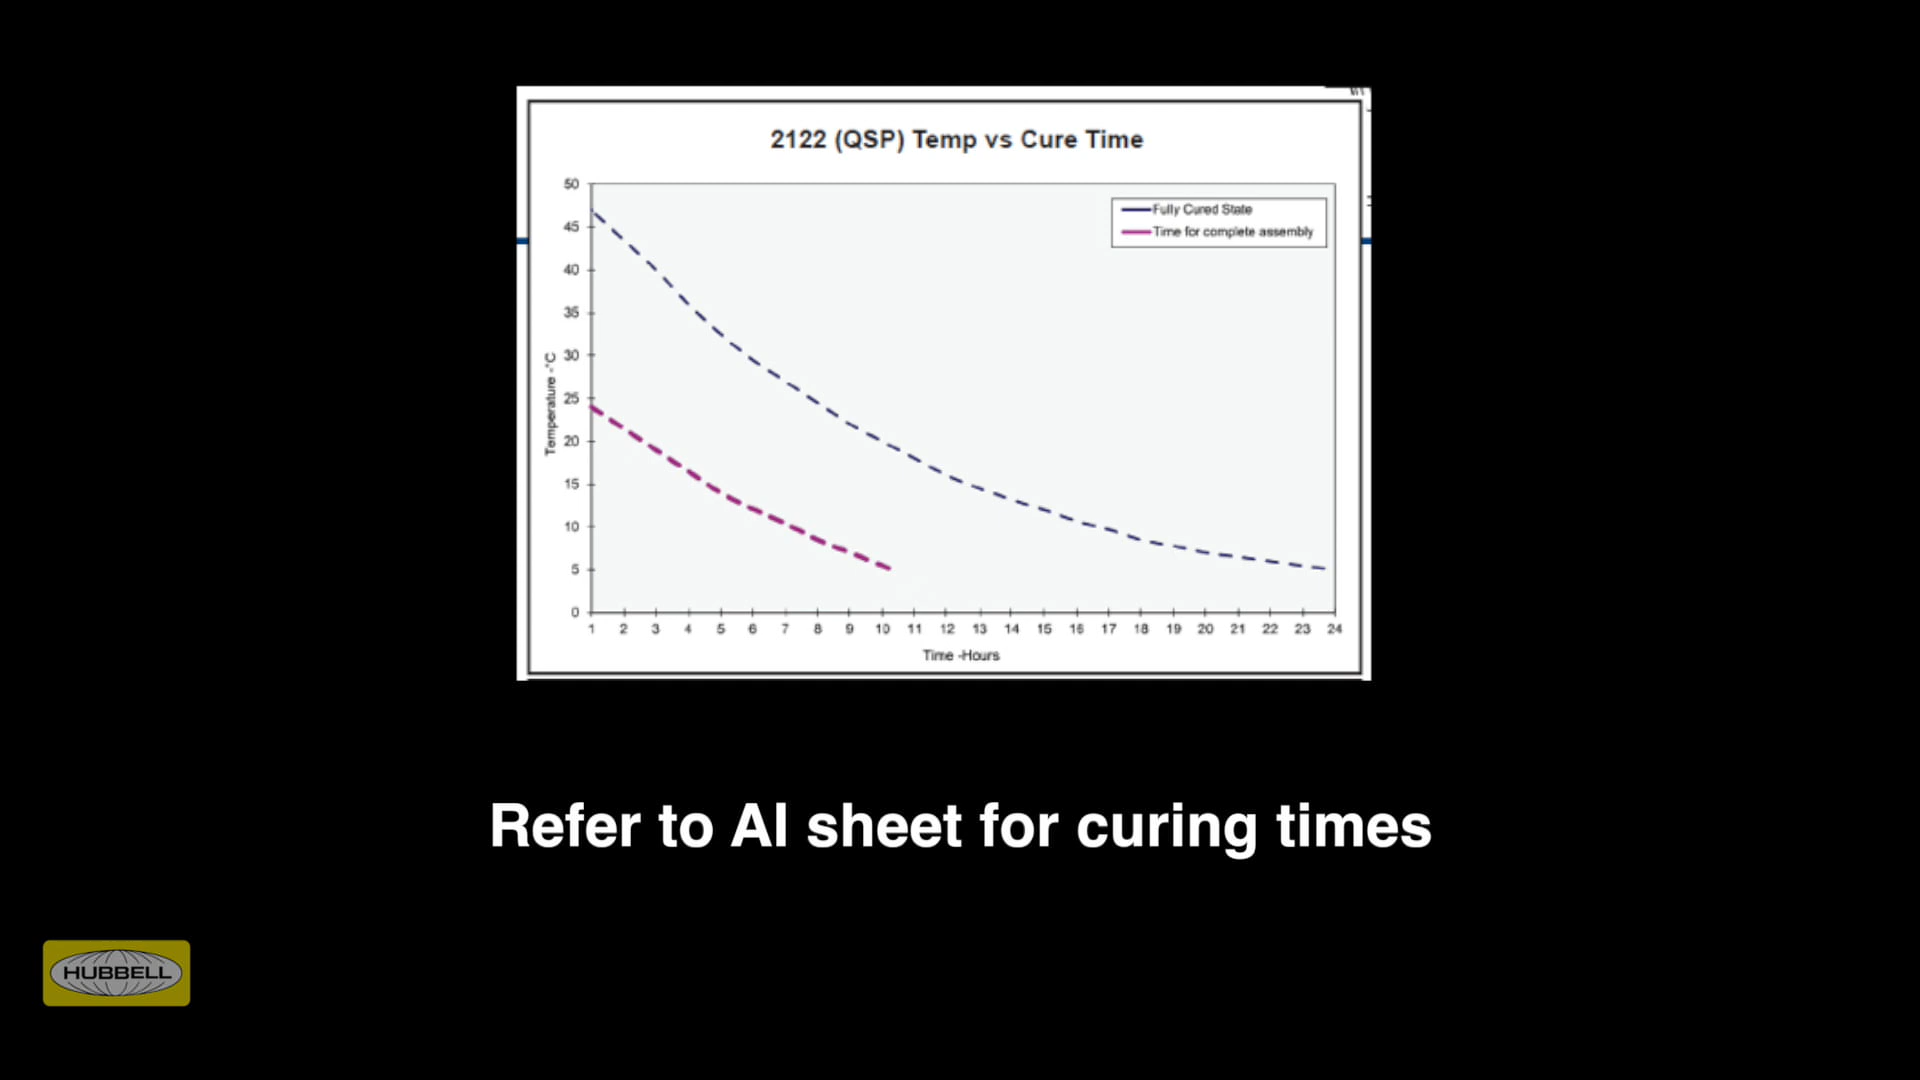 2122 (QSP) Temp vs Cure Time
50
45
40
35
30
25
20
15
10
5
0
Temperature -°C
Fully Cured State
Time for complete assembly
1 2 3 4 5 6 7 8 9 10 11 12 13 14 15 16 17 18 19 20 21 22 23 24
Time -Hours
Refer to AI sheet for curing times
HUBBELL